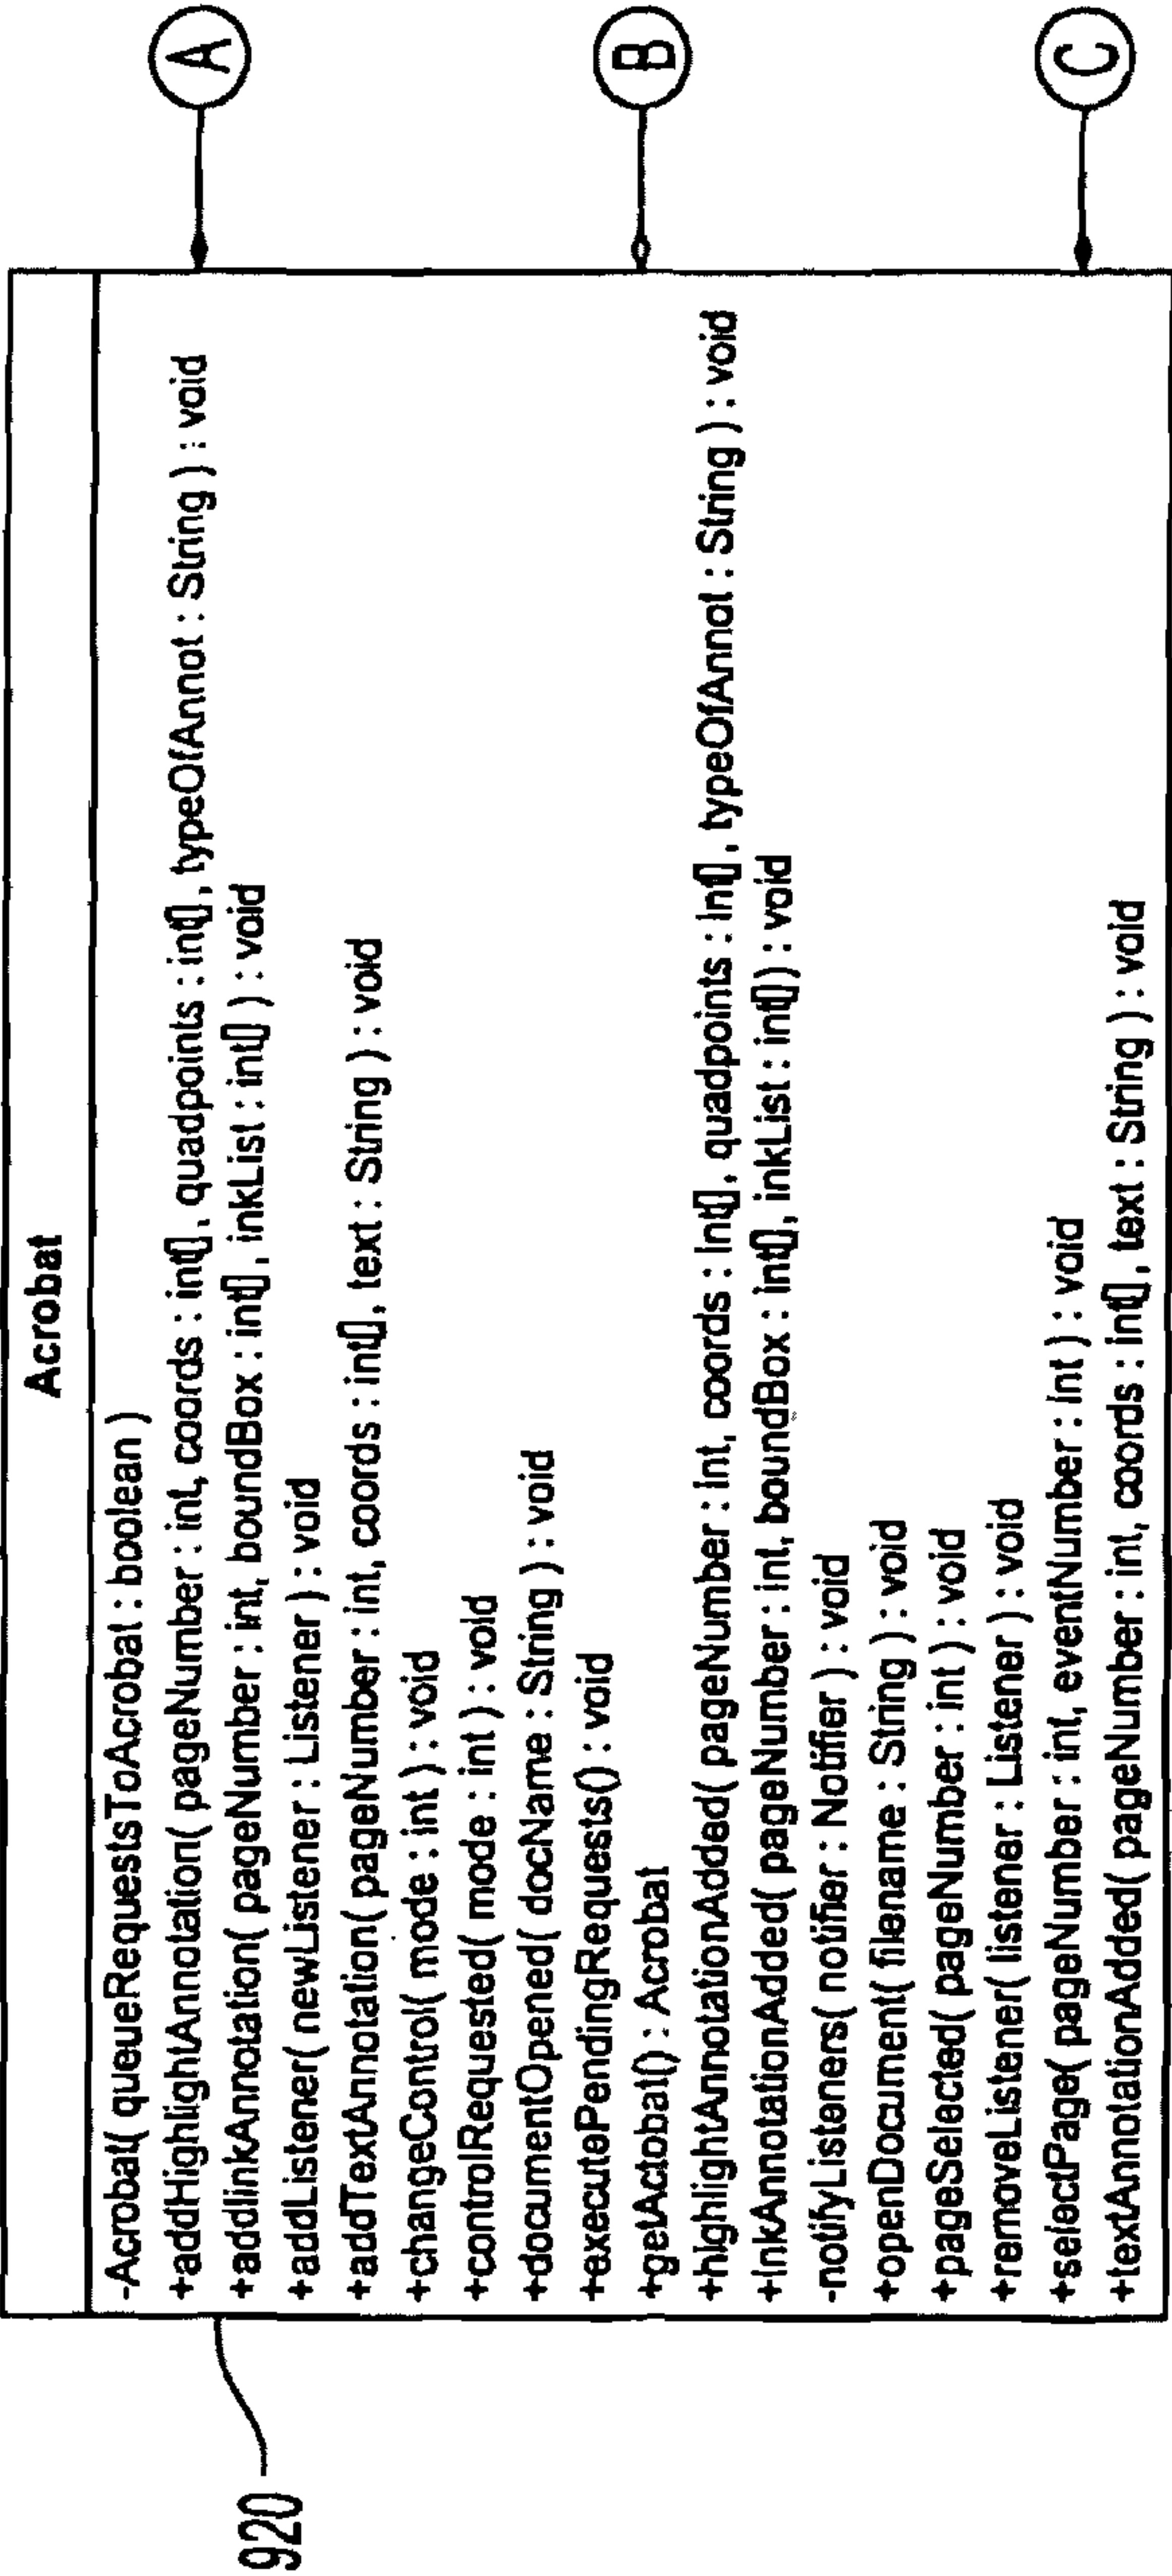 Acrobat
-Acrobat( queueRequestsToAcrobat : boolean )
+addHighlightAnnotation( pageNumber : int, coords : int[], quadpoints : int[], typeOfAnnot : String ) : void
+addInkAnnotation( pageNumber : int, boundBox : int[], inkList : int[] ) : void
+addListener( newListener : Listener ) : void
+addTextAnnotation( pageNumber : int, coords : int[], text : String ) : void
+changeControl( mode : int ) : void
+controlRequested( mode : int ) : void
+documentOpened( docName : String ) : void
+executePendingRequests() : void
+getActobat() : Acrobat
+highlightAnnotationAdded( pageNumber : int, coords : int[], quadpoints : int[], typeOfAnnot : String ) : void
+inkAnnotationAdded( pageNumber : int, boundBox : int[], inkList : int[]) : void
-notifyListeners( notifier : Notifier ) : void
+openDocument( filename : String ) : void
+pageSelected( pageNumber : int ) : void
+removeListener( listener : Listener ) : void
+selectPage( pageNumber : int, eventNumber : int ) : void
+textAnnotationAdded( pageNumber : int, coords : int[], text : String ) : void
920
A
B
C